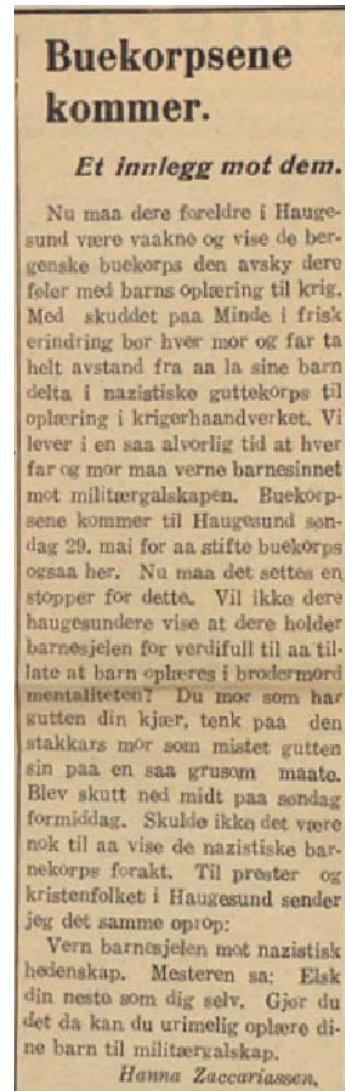 Buekorpsene
kommer.
Et innlegg mot dem.
Nu maa dere foreldre i Hauge-
sund være vaakne og vise de ber-
genske buekorps den avsky dere
føler med barns oplæring til krig.
Med skuddet paa Minde i frisk
erindring bør hver mor og far ta
helt avstand fra aa la sine barn
delta i nazistiske guttekorps til
oplæring i krigerhaandverket. Vi
lever i en saa alvorlig tid at hver
far og mor maa verne barnesinnet
mot militærgalskapen. Buekorp-
sene kommer til Haugesund søn-
dag 29. mai for aa stifte buekorps
ogsaa her. Nu maa det settes en
stopper for dette. Vil ikke dere
haugesundere vise at dere holder
barnesjelen for verdifull til aa til-
late at barn oplæres i brodermord
mentaliteten? Du mor som har
gutten din kjær, tenk paa den
stakkars mor som mistet gutten
sin paa en saa grusom maate.
Blev skutt ned midt paa søndag
formiddag. Skulde ikke det være
nok til aa vise de nazistiske bar-
nekorps forakt. Til prester og
kristenfolket i Haugesund sender
jeg det samme oprop:
Vern barnesjelen mot nazistisk
hedenskap. Mesteren sa: Elsk
din neste som dig selv. Gjør du
det da kan du urimelig oplære di-
ne barn til militærgalskap.
Hanna Zaccariassen.